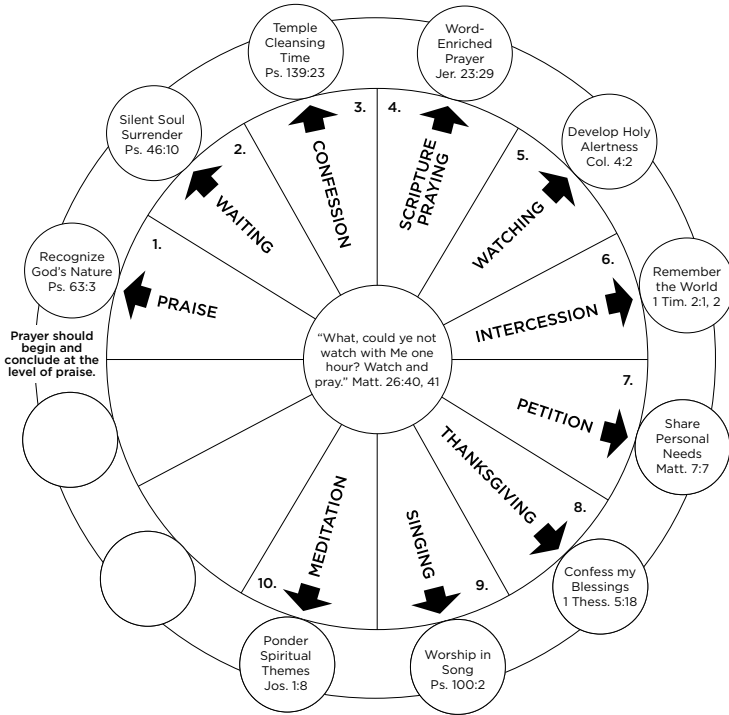 1.
PRAISE
Recognize
God's Nature
Ps. 63:3
2.
WAITING
Silent Soul
Surrender
Ps. 46:10
3.
CONFESSION
Temple
Cleansing
Time
Ps. 139:23
4.
SCRIPTURE
PRAYING
Word-
Enriched
Prayer
Jer. 23:29
5.
WATCHING
Develop Holy
Alertness
Col. 4:2
6.
INTERCESSION
Remember
the World
1 Tim. 2:1, 2
7.
PETITION
Share
Personal
Needs
Matt. 7:7
8.
THANKSGIVING
Confess my
Blessings
1 Thess. 5:18
9.
SINGING
Worship in
Song
Ps. 100:2
10.
MEDITATION
Ponder
Spiritual
Themes
Jos. 1:8
Prayer should
begin and
conclude at the
level of praise.
“What, could ye not
watch with Me one
hour? Watch and
pray.” Matt. 26:40, 41